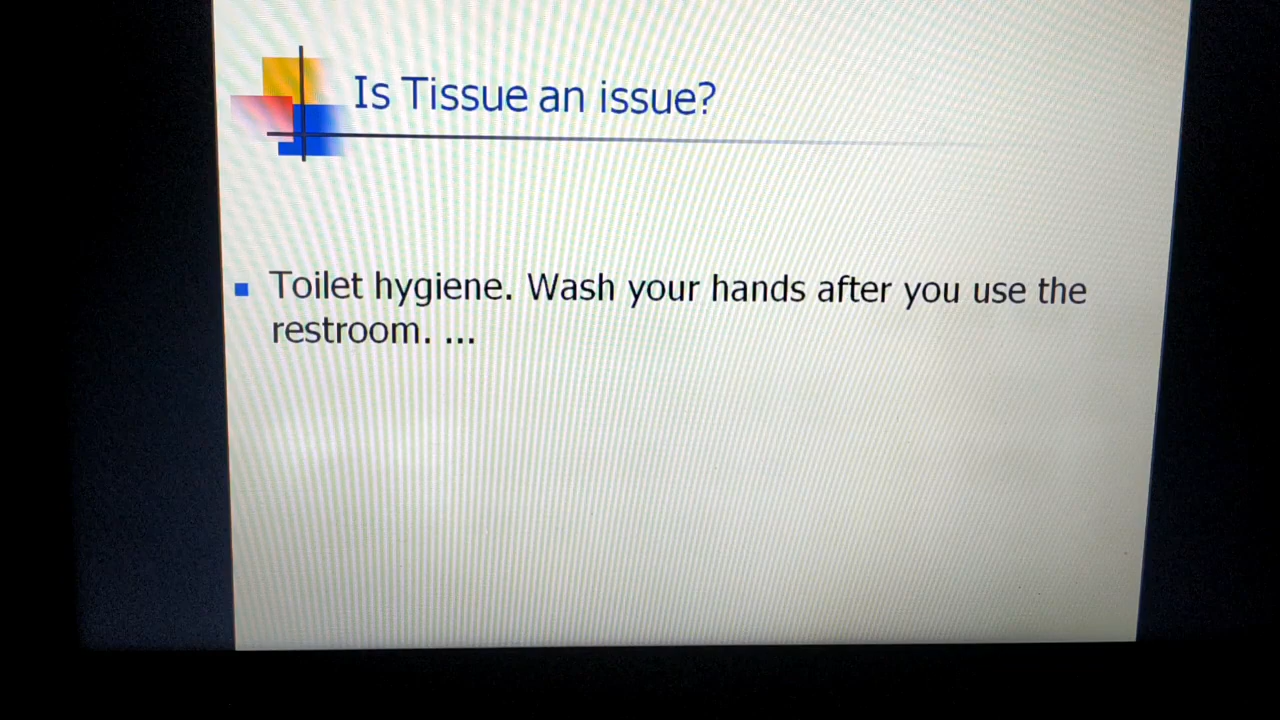 Is Tissue an issue?
Toilet hygiene. Wash your hands after you use the
restroom. ...